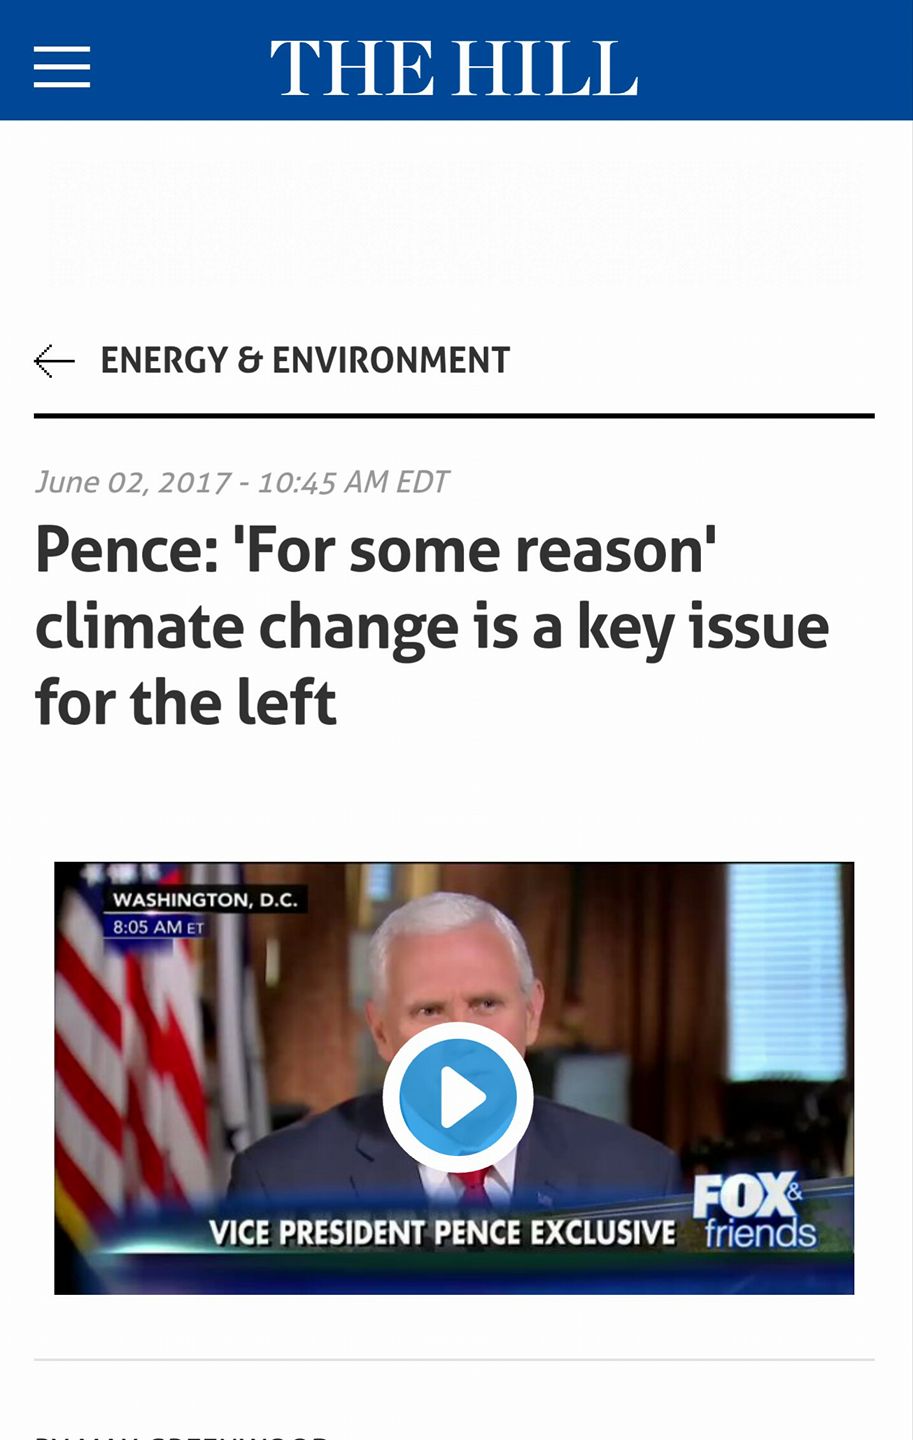 THE HILL
ENERGY & ENVIRONMENT
June 02, 2017 - 10:45 AM EDT
Pence: 'For some reason'
climate change is a key issue
for the left
WASHINGTON, D.C.
8:05 AM ET
VICE PRESIDENT PENCE EXCLUSIVE
FOX &
friends